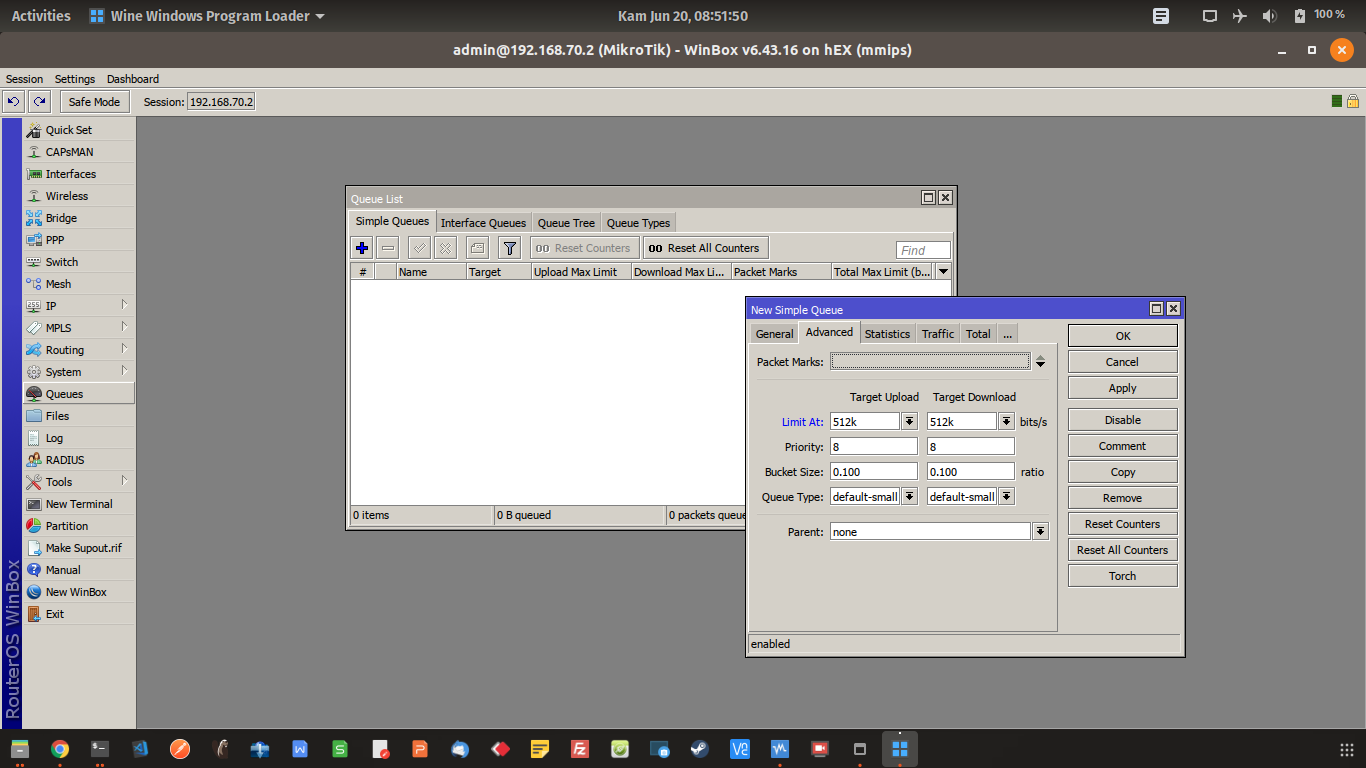 Activities Wine Windows Program Loader Kam Jun 20, 08:51:50 100 %
admin@192.168.70.2 (MikroTik) - WinBox v6.43.16 on hEX (mmips)
Session Settings Dashboard
Safe Mode Session: 192.168.70.2
Quick Set
CAPsMAN
Interfaces
Wireless
Bridge
PPP
Switch
Mesh
IP
MPLS
Routing
System
Queues
Files
Log
RADIUS
Tools
New Terminal
Partition
Make Supout.rif
Manual
New WinBox
Exit
RouterOS WinBox
Queue List
Simple Queues Interface Queues Queue Tree Queue Types
00 Reset Counters 00 Reset All Counters Find
# Name Target Upload Max Limit Download Max Li... Packet Marks Total Max Limit (b...
0 items 0 B queued 0 packets queue
New Simple Queue
General Advanced Statistics Traffic Total ...
Packet Marks:
Target Upload Target Download
Limit At: 512k 512k bits/s
Priority: 8 8
Bucket Size: 0.100 0.100 ratio
Queue Type: default-small default-small
Parent: none
OK
Cancel
Apply
Disable
Comment
Copy
Remove
Reset Counters
Reset All Counters
Torch
enabled